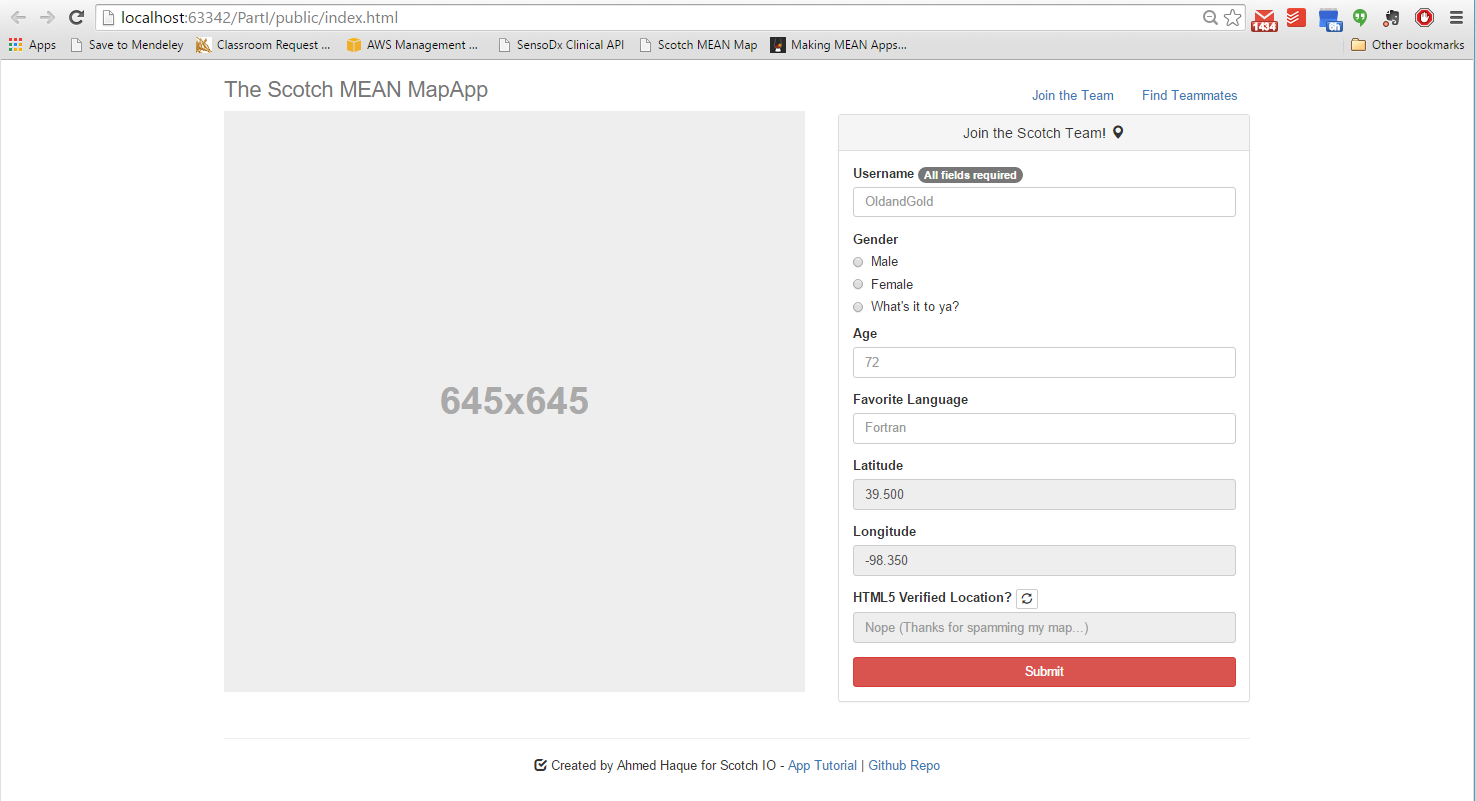 localhost:63342/PartI/public/index.html
1434
6h
Apps Save to Mendeley Classroom Request ... AWS Management ... SensoDx Clinical API Scotch MEAN Map Making MEAN Apps... Other bookmarks
The Scotch MEAN MapApp
Join the Team Find Teammates
645x645
Join the Scotch Team!
Username All fields required
OldandGold
Gender
Male
Female
What's it to ya?
Age
72
Favorite Language
Fortran
Latitude
39.500
Longitude
-98.350
HTML5 Verified Location?
Nope (Thanks for spamming my map...)
Submit
Created by Ahmed Haque for Scotch IO - App Tutorial | Github Repo